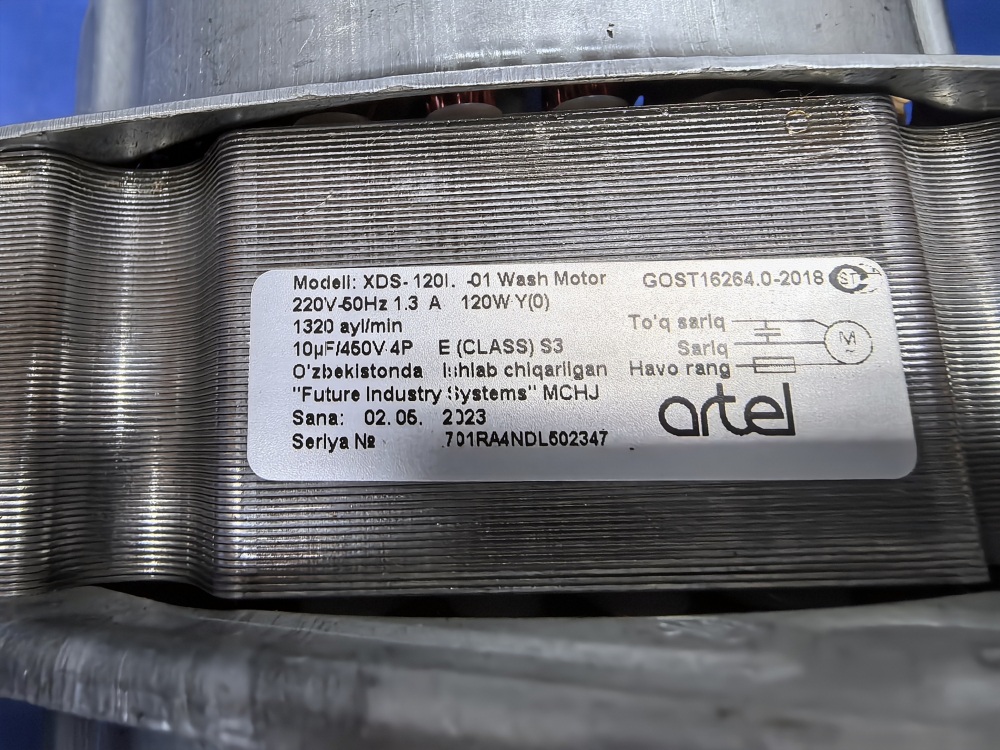 Modeli: XDS-120I. -01 Wash Motor
220V-50Hz 1.3 A 120W-Y(0)
1320 ayl/min
10µF/450V-4P E (CLASS) S3
O'zbekistonda Ishlab chiqarilgan
"Future Industry Systems" MCHJ
Sana: 02.05. 2023
Seriya № 701RA4NDL502347
GOST16264.0-2018 ST
To'q sariq
Sariq
Havo rang
M
artel